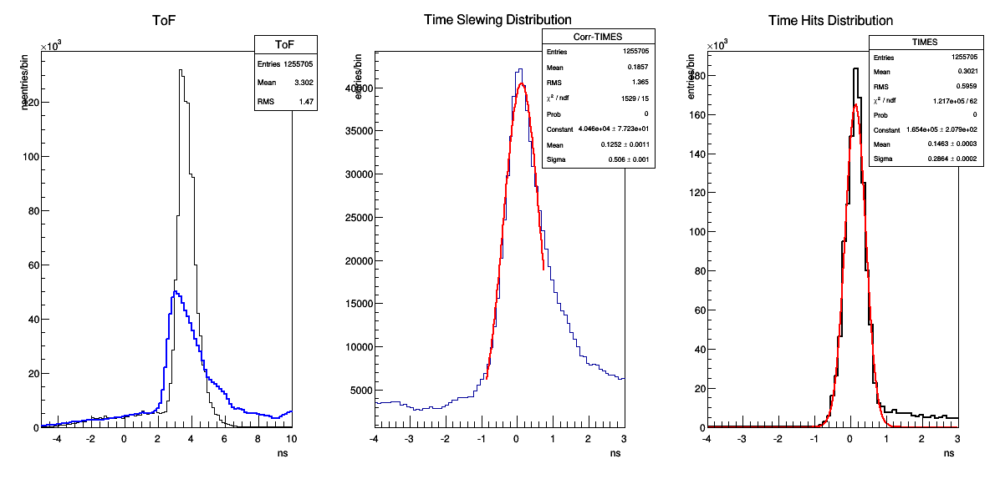 ToF
×10³
nentries/bin
120
100
80
60
40
20
0
-4 -2 0 2 4 6 8 10
ns
ToF
Entries 1255705
Mean 3.302
RMS 1.47
Time Slewing Distribution
entries/bin
40000
35000
30000
25000
20000
15000
10000
5000
-4 -3 -2 -1 0 1 2 3
ns
Corr-TIMES
Entries 1255705
Mean 0.1857
RMS 1.365
χ² / ndf 1529 / 15
Prob 0
Constant 4.046e+04 ± 7.723e+01
Mean 0.1252 ± 0.0011
Sigma 0.506 ± 0.001
Time Hits Distribution
×10³
entries/bin
180
160
140
120
100
80
60
40
20
0
-4 -3 -2 -1 0 1 2 3
ns
TIMES
Entries 1255705
Mean 0.3021
RMS 0.5959
χ² / ndf 1.217e+05 / 62
Prob 0
Constant 1.654e+05 ± 2.079e+02
Mean 0.1463 ± 0.0003
Sigma 0.2864 ± 0.0002